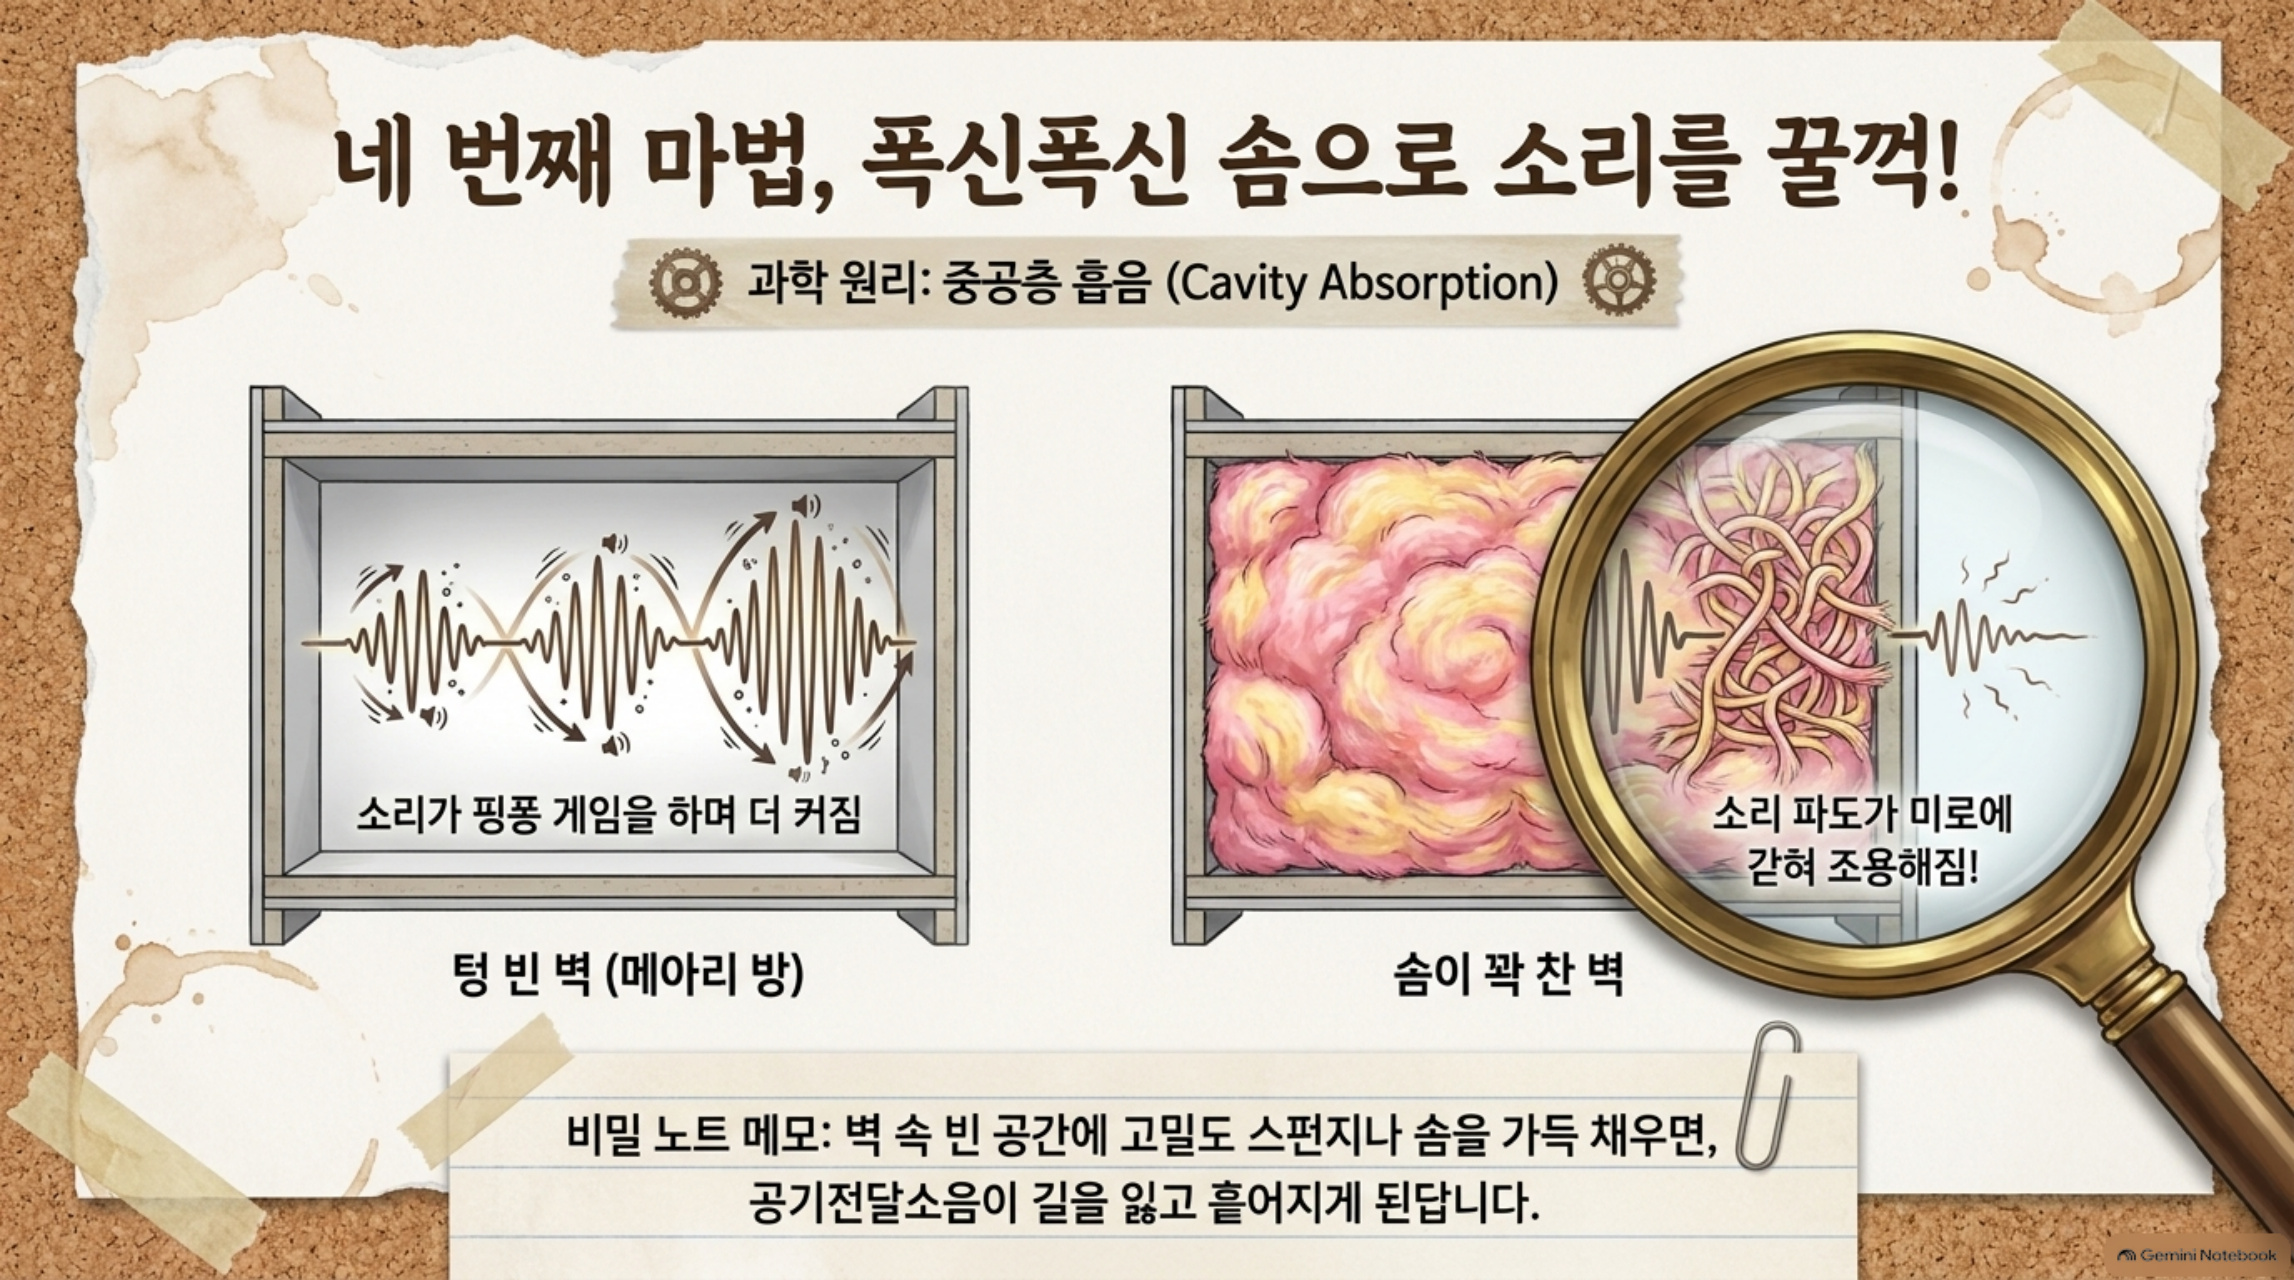 네 번째 마법, 폭신폭신 솜으로 소리를 꿀꺽!
과학 원리: 중공층 흡음 (Cavity Absorption)
소리가 핑퐁 게임을 하며 더 커짐
텅 빈 벽 (메아리 방)
소리 파도가 미로에
갇혀 조용해짐!
솜이 꽉 찬 벽
비밀 노트 메모: 벽 속 빈 공간에 고밀도 스펀지나 솜을 가득 채우면,
공기전달소음이 길을 잃고 흩어지게 된답니다.
Gemini Notebook